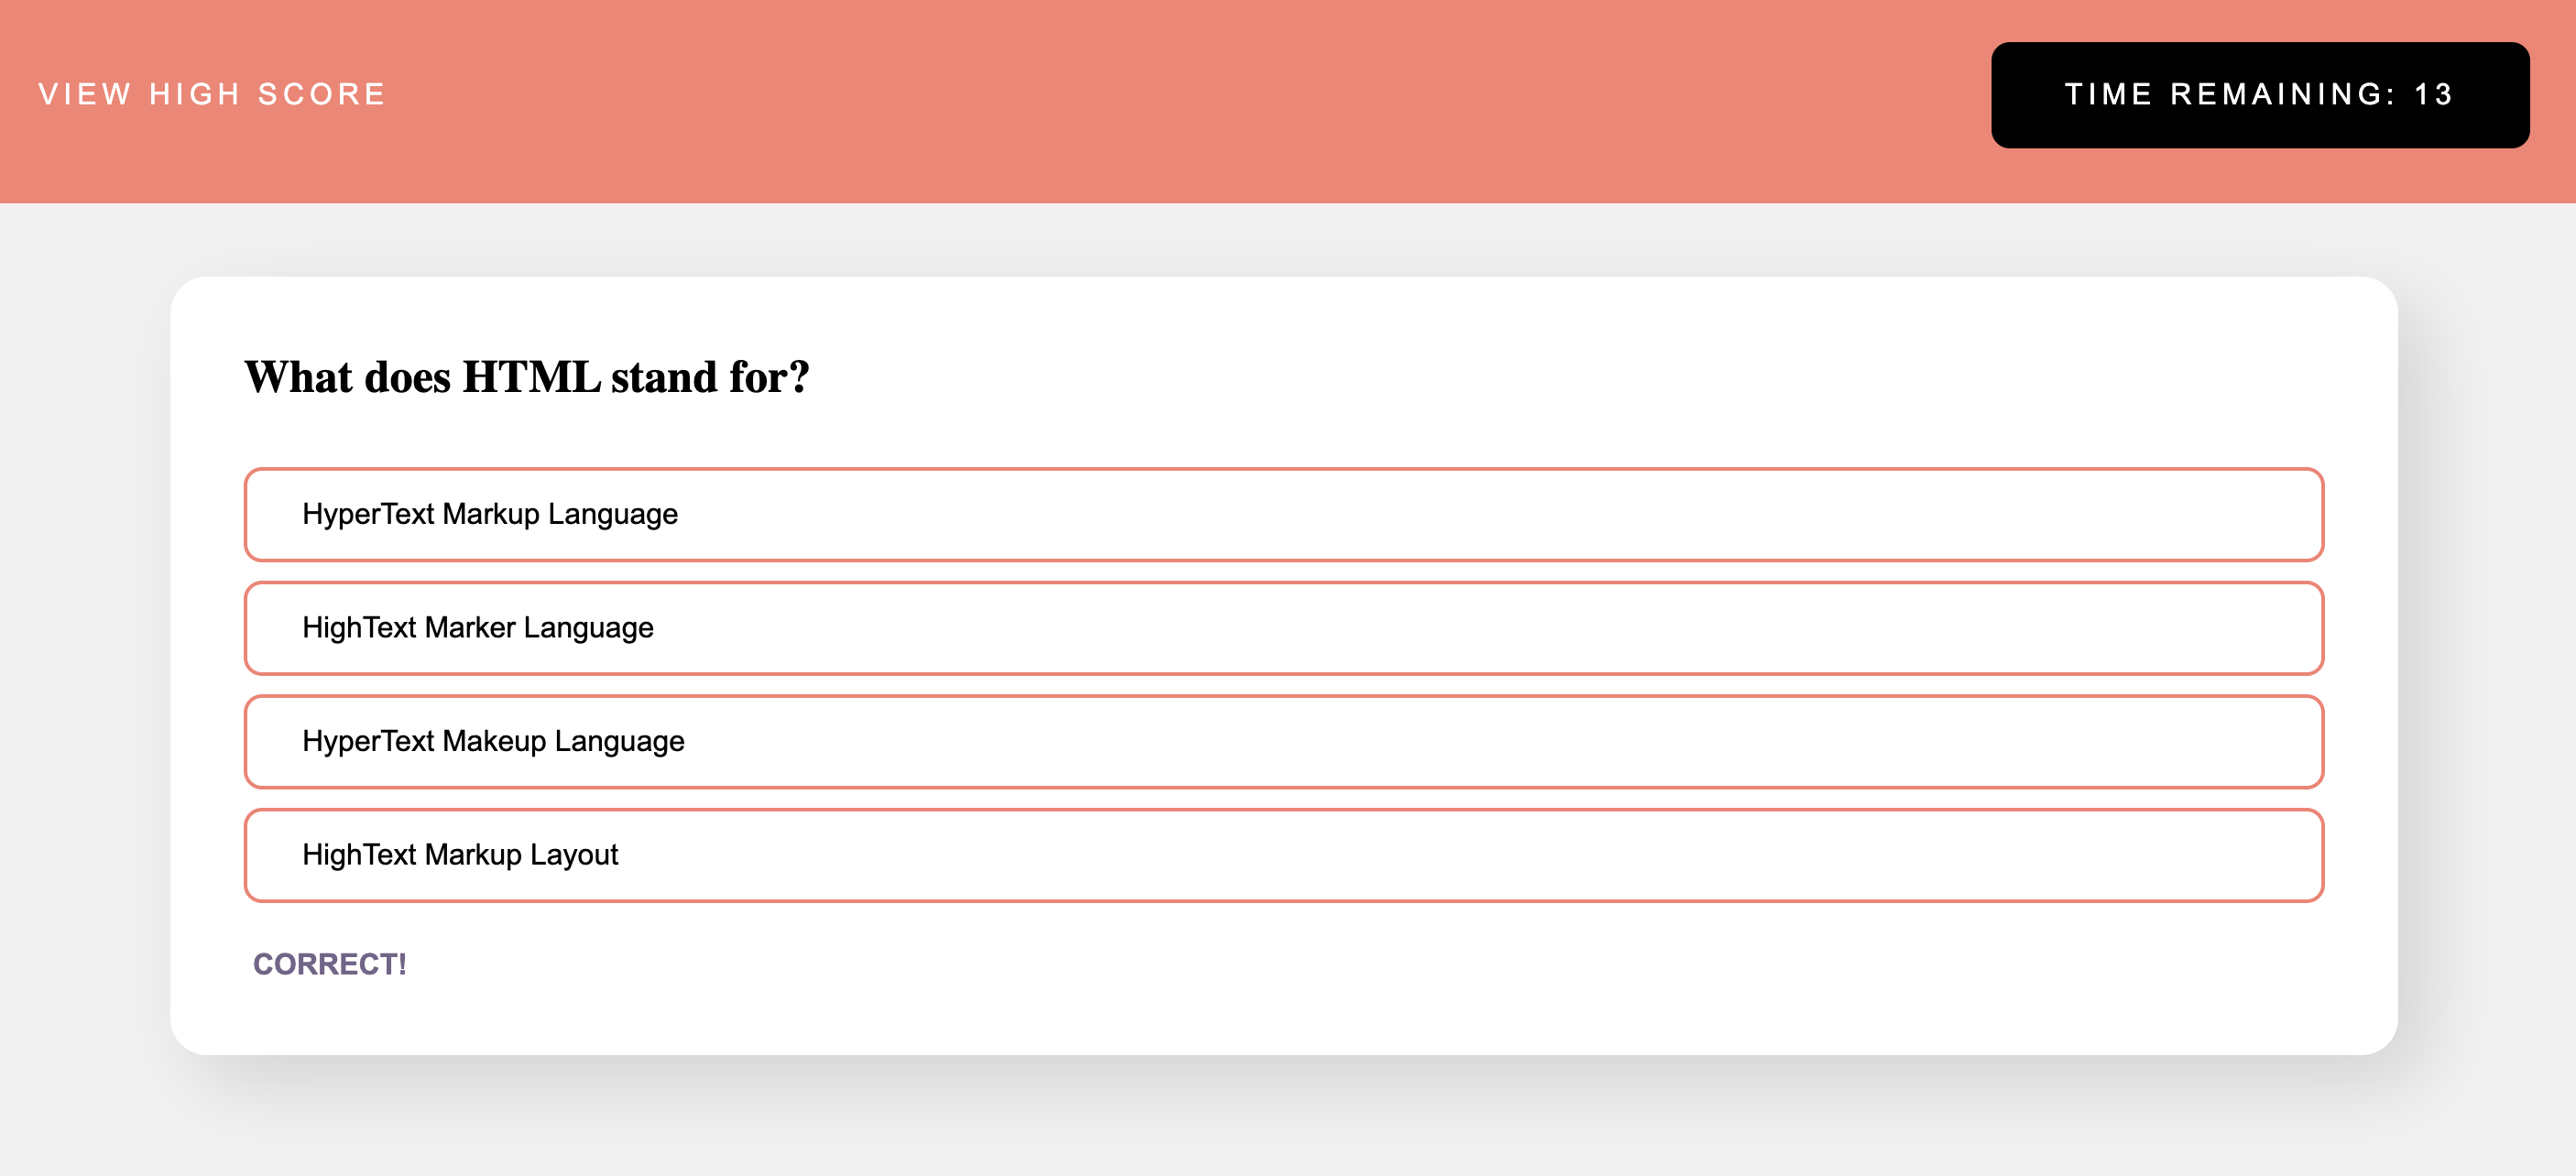 VIEW HIGH SCORE
TIME REMAINING: 13
What does HTML stand for?
HyperText Markup Language
HighText Marker Language
HyperText Makeup Language
HighText Markup Layout
CORRECT!